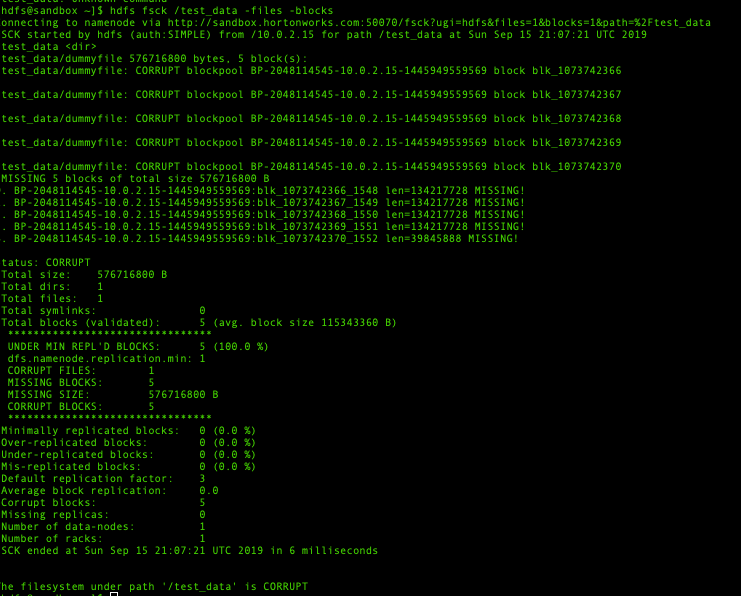 hdfs@sandbox ~]$ hdfs fsck /test_data -files -blocks
onnecting to namenode via http://sandbox.hortonworks.com:50070/fsck?ugi=hdfs&files=1&blocks=1&path=%2Ftest_data
SCK started by hdfs (auth:SIMPLE) from /10.0.2.15 for path /test_data at Sun Sep 15 21:07:21 UTC 2019
test_data <dir>
test_data/dummyfile 576716800 bytes, 5 block(s):
test_data/dummyfile: CORRUPT blockpool BP-2048114545-10.0.2.15-1445949559569 block blk_1073742366
test_data/dummyfile: CORRUPT blockpool BP-2048114545-10.0.2.15-1445949559569 block blk_1073742367
test_data/dummyfile: CORRUPT blockpool BP-2048114545-10.0.2.15-1445949559569 block blk_1073742368
test_data/dummyfile: CORRUPT blockpool BP-2048114545-10.0.2.15-1445949559569 block blk_1073742369
test_data/dummyfile: CORRUPT blockpool BP-2048114545-10.0.2.15-1445949559569 block blk_1073742370
MISSING 5 blocks of total size 576716800 B
. BP-2048114545-10.0.2.15-1445949559569:blk_1073742366_1548 len=134217728 MISSING!
. BP-2048114545-10.0.2.15-1445949559569:blk_1073742367_1549 len=134217728 MISSING!
. BP-2048114545-10.0.2.15-1445949559569:blk_1073742368_1550 len=134217728 MISSING!
. BP-2048114545-10.0.2.15-1445949559569:blk_1073742369_1551 len=134217728 MISSING!
. BP-2048114545-10.0.2.15-1445949559569:blk_1073742370_1552 len=39845888 MISSING!
tatus: CORRUPT
Total size: 576716800 B
Total dirs: 1
Total files: 1
Total symlinks: 0
Total blocks (validated): 5 (avg. block size 115343360 B)
********************************
UNDER MIN REPL'D BLOCKS: 5 (100.0 %)
dfs.namenode.replication.min: 1
CORRUPT FILES: 1
MISSING BLOCKS: 5
MISSING SIZE: 576716800 B
CORRUPT BLOCKS: 5
********************************
Minimally replicated blocks: 0 (0.0 %)
Over-replicated blocks: 0 (0.0 %)
Under-replicated blocks: 0 (0.0 %)
Mis-replicated blocks: 0 (0.0 %)
Default replication factor: 3
Average block replication: 0.0
Corrupt blocks: 5
Missing replicas: 0
Number of data-nodes: 1
Number of racks: 1
SCK ended at Sun Sep 15 21:07:21 UTC 2019 in 6 milliseconds
he filesystem under path '/test_data' is CORRUPT